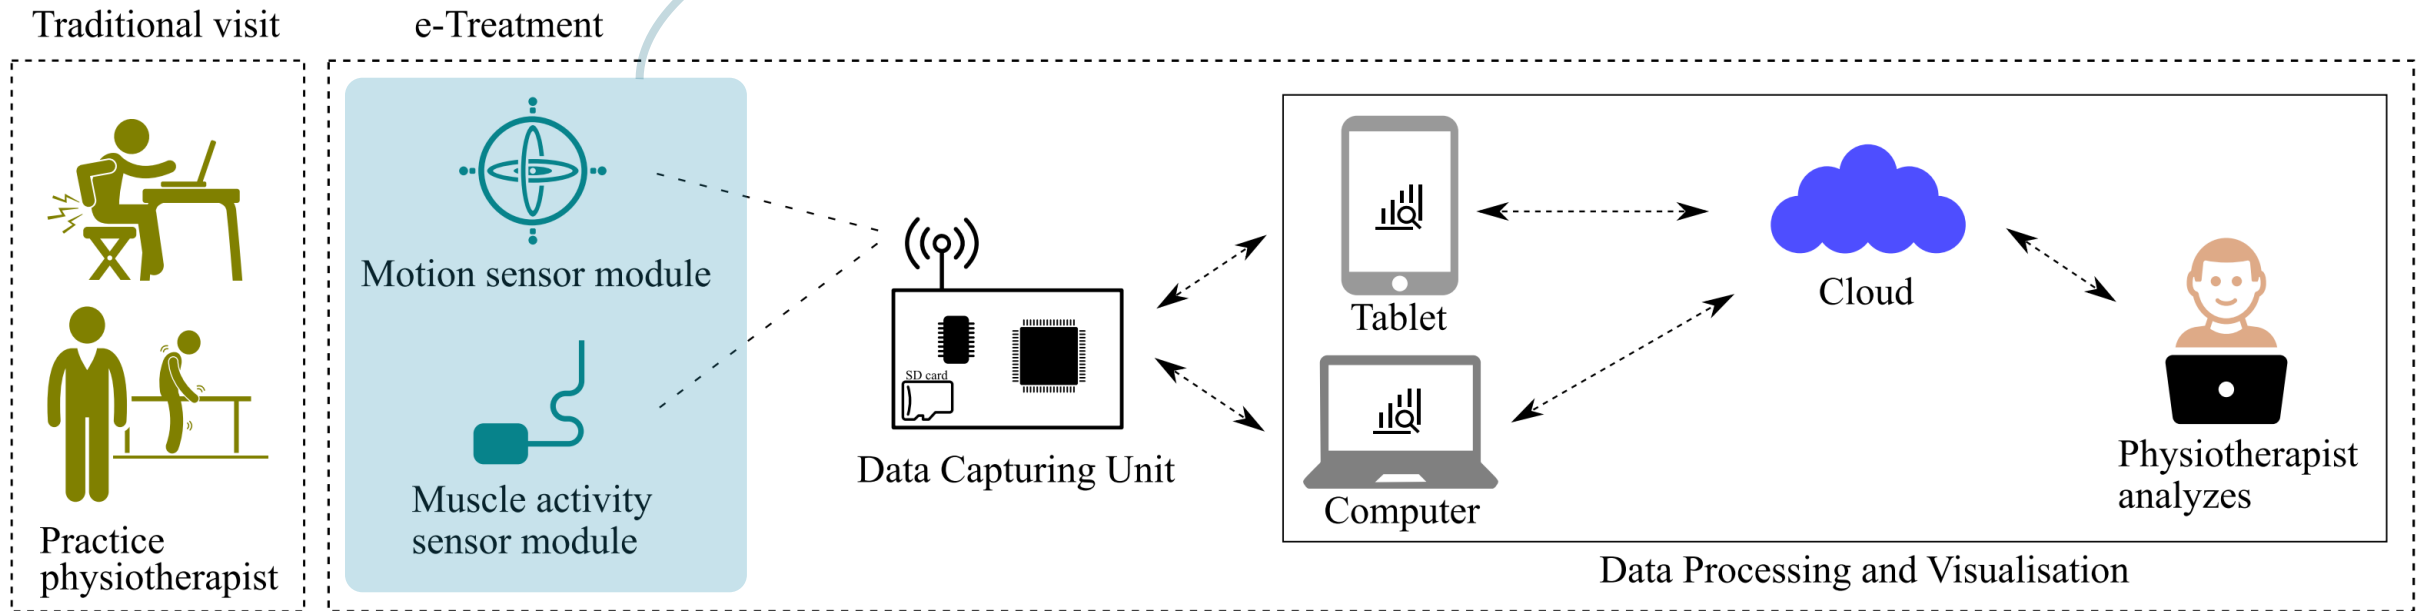 Traditional visit
e-Treatment
Motion sensor module
Muscle activity
sensor module
Practice
physiotherapist
SD card
Data Capturing Unit
Tablet
Computer
Cloud
Physiotherapist
analyzes
Data Processing and Visualisation